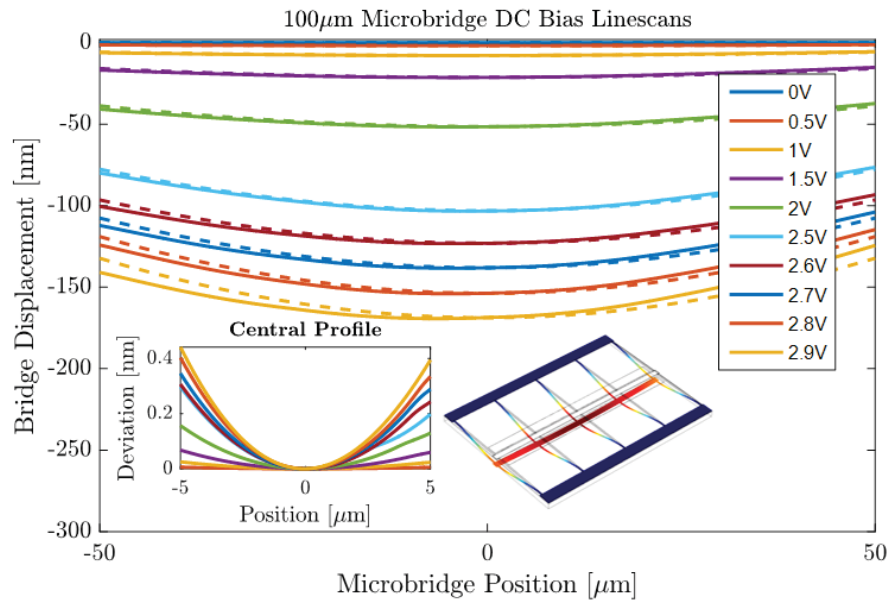 100μm Microbridge DC Bias Linescans
Bridge Displacement [nm]
0
-50
-100
-150
-200
-250
-300
-50
0
50
Microbridge Position [μm]
0V
0.5V
1V
1.5V
2V
2.5V
2.6V
2.7V
2.8V
2.9V
Central Profile
Deviation [nm]
0.4
0.2
0
-5
0
5
Position [μm]